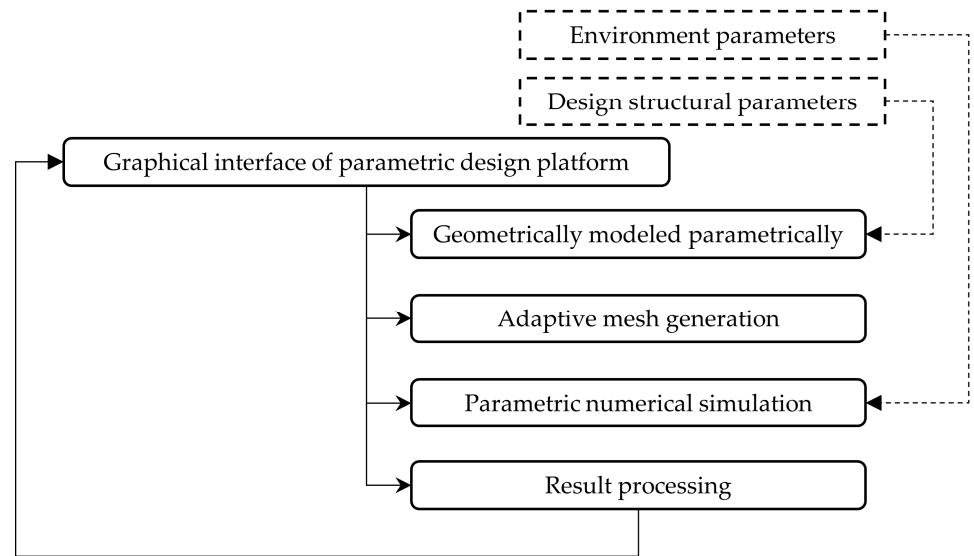 Environment parameters
Design structural parameters
Graphical interface of parametric design platform
Geometrically modeled parametrically
Adaptive mesh generation
Parametric numerical simulation
Result processing